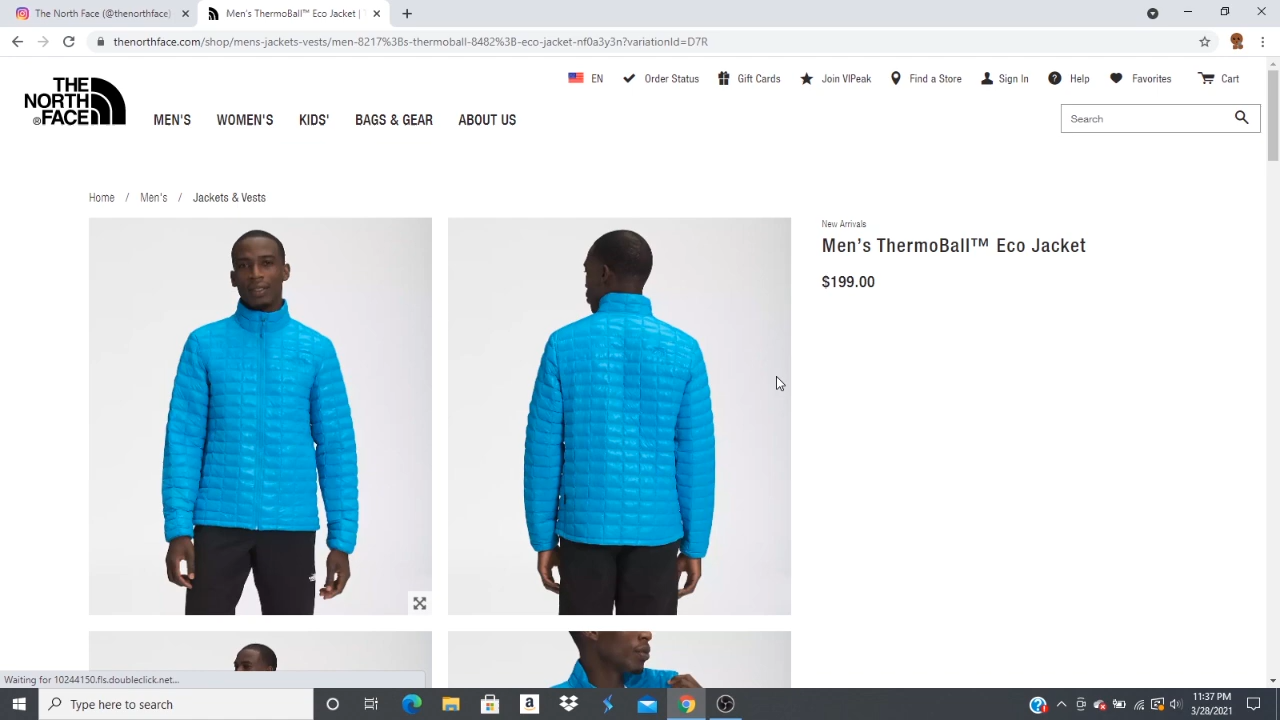 The North Face (@thenorthface)
Men's ThermoBall™ Eco Jacket |
thenorthface.com/shop/mens-jackets-vests/men-8217%3Bs-thermoball-8482%3B-eco-jacket-nf0a3y3n?variationId=D7R
EN
Order Status
Gift Cards
Join VIPeak
Find a Store
Sign In
Help
Favorites
Cart
THE
NORTH
®FACE
MEN'S
WOMEN'S
KIDS'
BAGS & GEAR
ABOUT US
Search
Home / Men's / Jackets & Vests
New Arrivals
Men’s ThermoBall™ Eco Jacket
$199.00
Waiting for 10244150.fls.doubleclick.net...
Type here to search
11:37 PM
3/28/2021